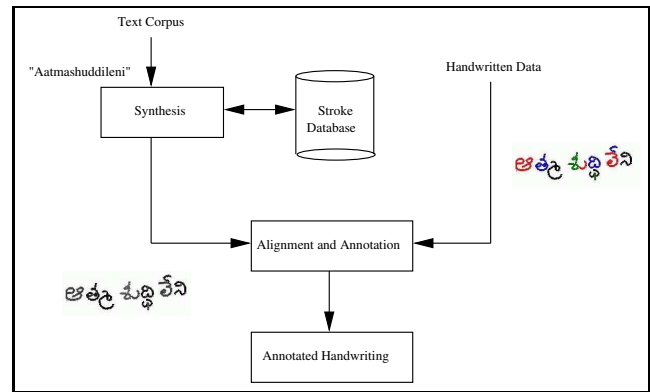 Text Corpus
"Aatmashuddileni"
Handwritten Data
Synthesis
Stroke
Database
ఆత్మ శుద్ధి లేని
Alignment and Annotation
ఆత్మ శుద్ధి లేని
Annotated Handwriting